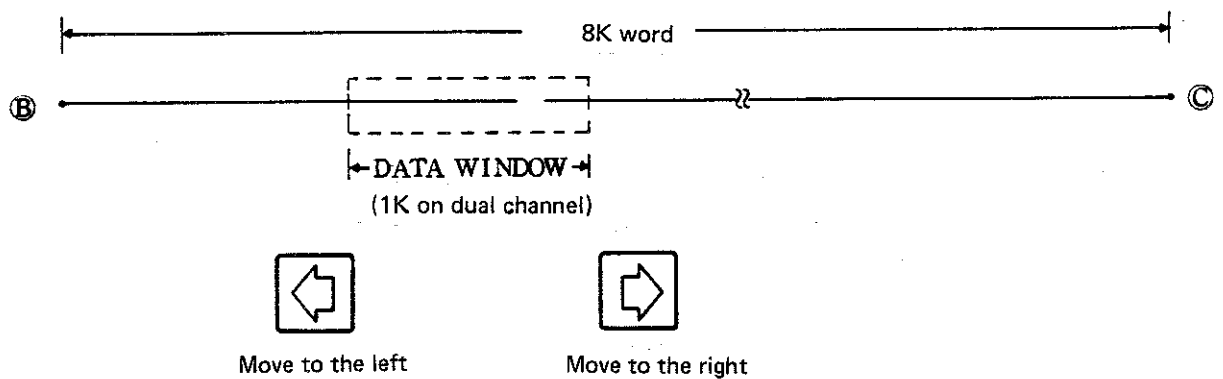 8K word
Ⓑ Ⓒ
DATA WINDOW
(1K on dual channel)
Move to the left Move to the right